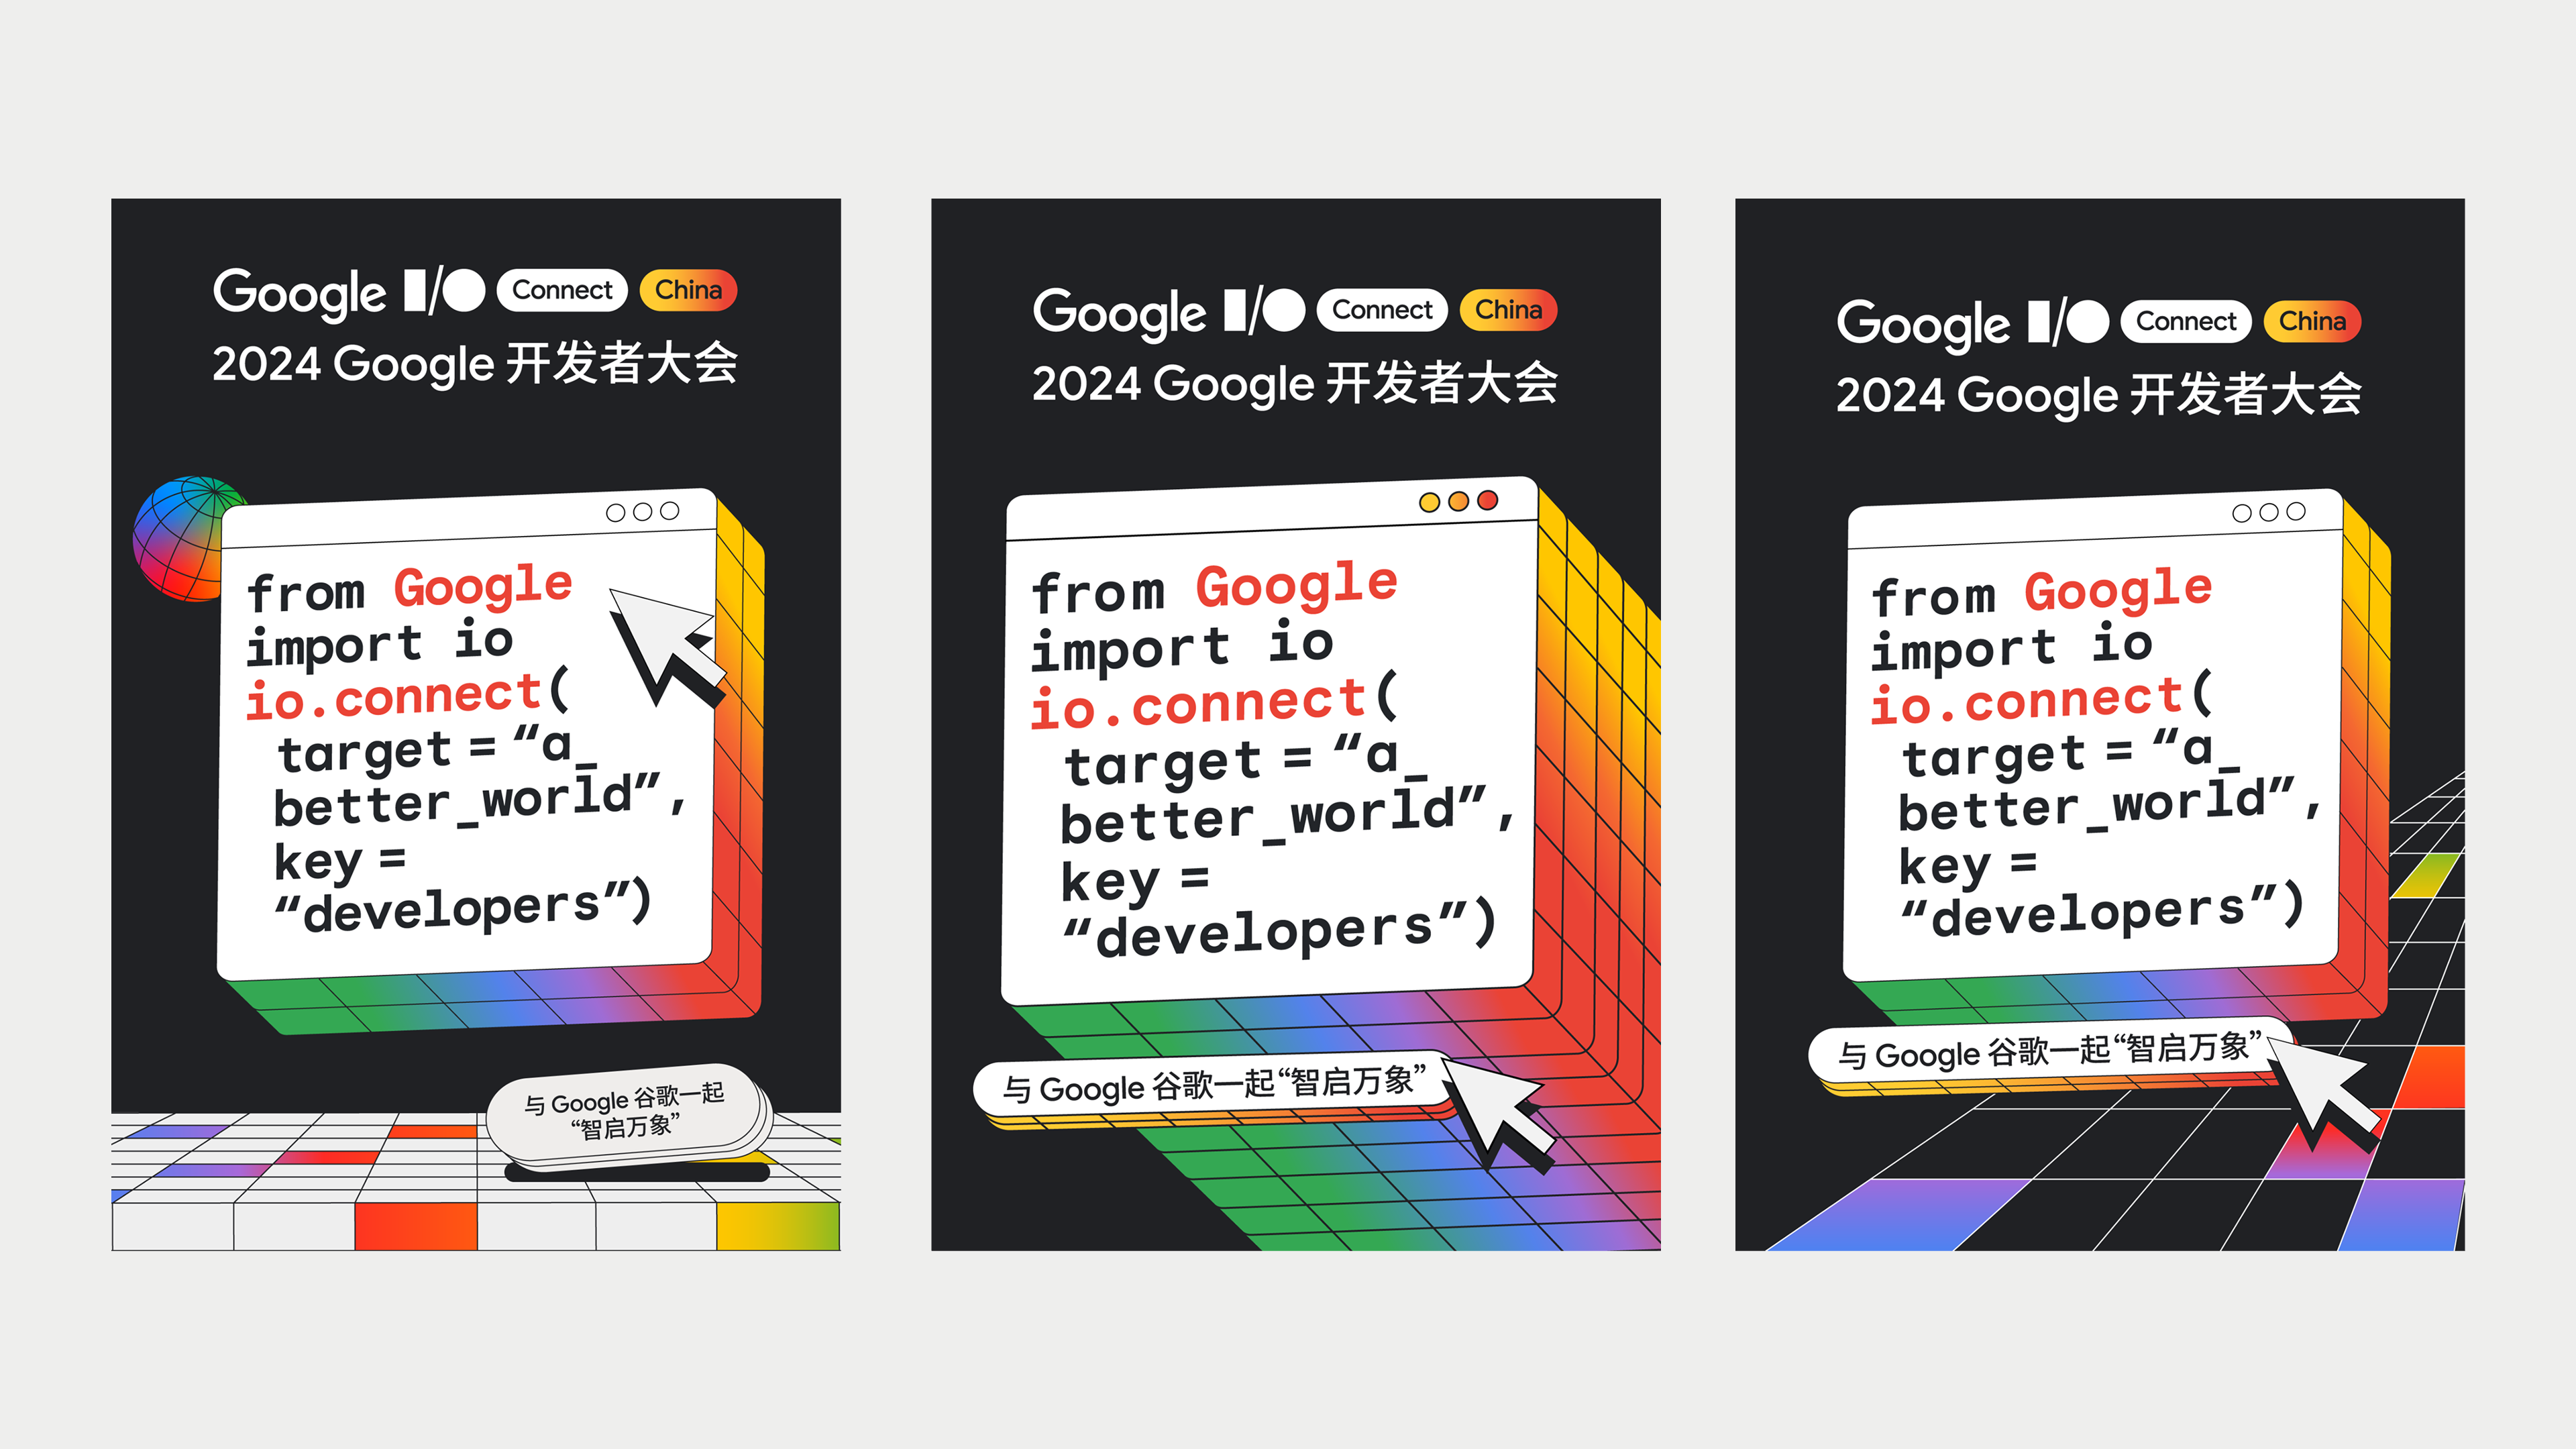 Google I/O Connect China
2024 Google 开发者大会
from Google
import io
io.connect(
target = “a_
better_world”,
key =
“developers”)
与 Google 谷歌一起
“智启万象”
Google I/O Connect China
2024 Google 开发者大会
from Google
import io
io.connect(
target = “a_
better_world”,
key =
“developers”)
与 Google 谷歌一起“智启万象”
Google I/O Connect China
2024 Google 开发者大会
from Google
import io
io.connect(
target = “a_
better_world”,
key =
“developers”)
与 Google 谷歌一起“智启万象”